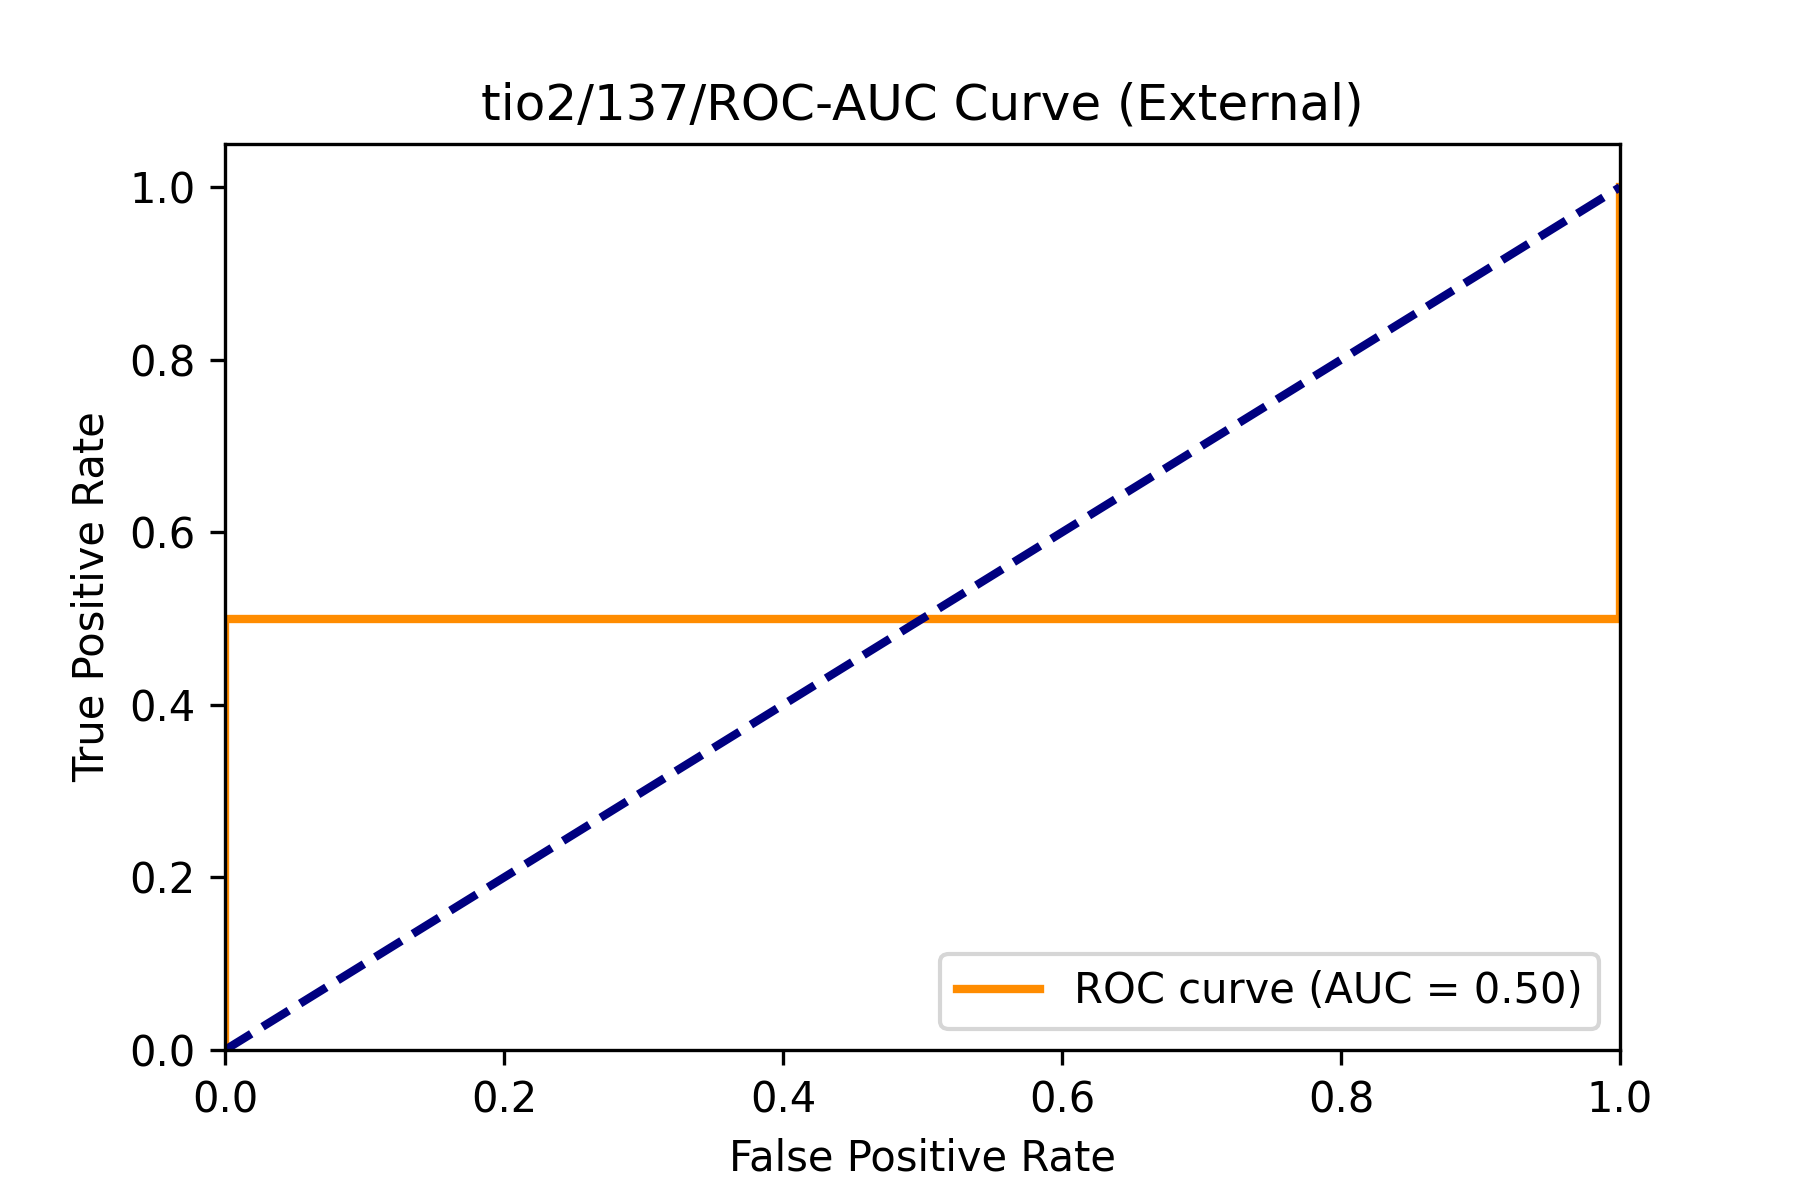 tio2/137/ROC-AUC Curve (External)
1.0
0.8
0.6
0.4
0.2
0.0
True Positive Rate
ROC curve (AUC = 0.50)
0.0 0.2 0.4 0.6 0.8 1.0
False Positive Rate